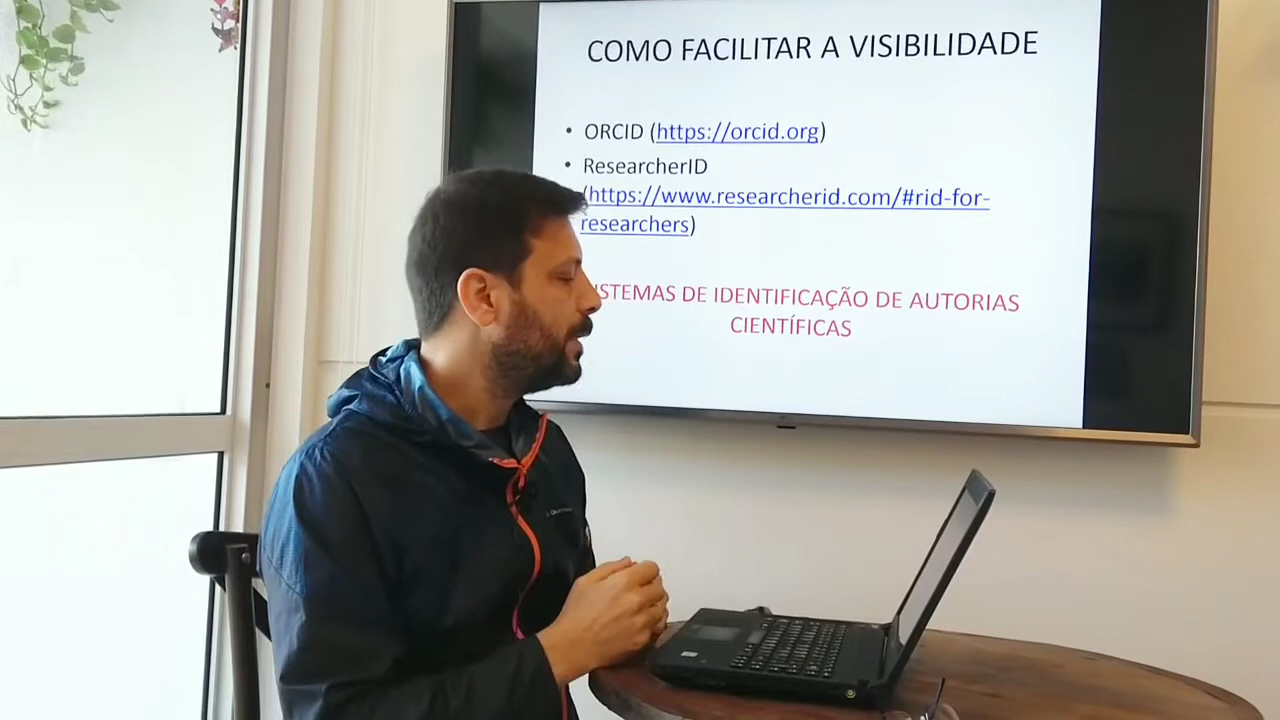 COMO FACILITAR A VISIBILIDADE
• ORCID (https://orcid.org)
• ResearcherID
(https://www.researcherid.com/#rid-for-
researchers)
ISTEMAS DE IDENTIFICAÇÃO DE AUTORIAS
CIENTÍFICAS